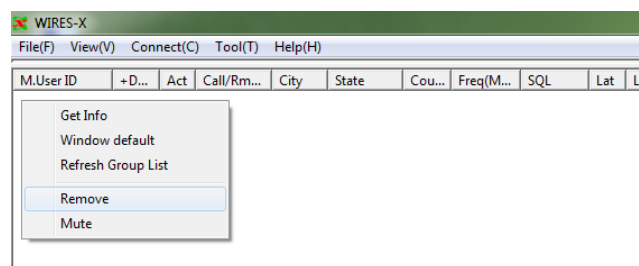 WIRES-X
File(F) View(V) Connect(C) Tool(T) Help(H)
M.User ID +D... Act Call/Rm... City State Cou... Freq(M... SQL Lat L
Get Info
Window default
Refresh Group List
Remove
Mute